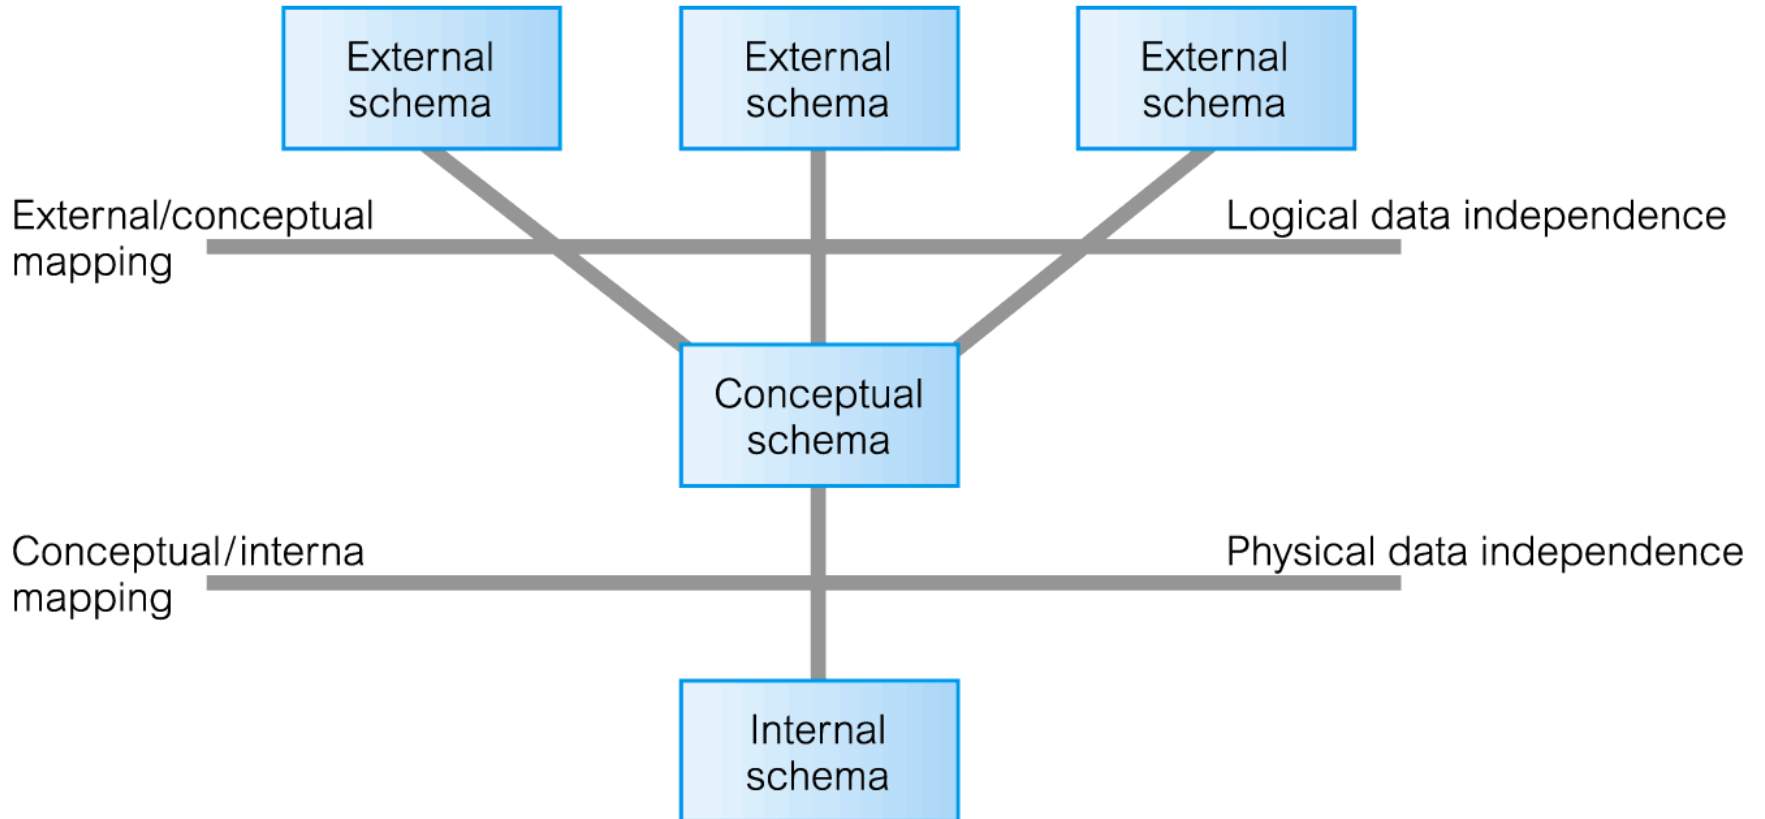 External
schema
External
schema
External
schema
External/conceptual
mapping
Logical data independence
Conceptual
schema
Conceptual/interna
mapping
Physical data independence
Internal
schema